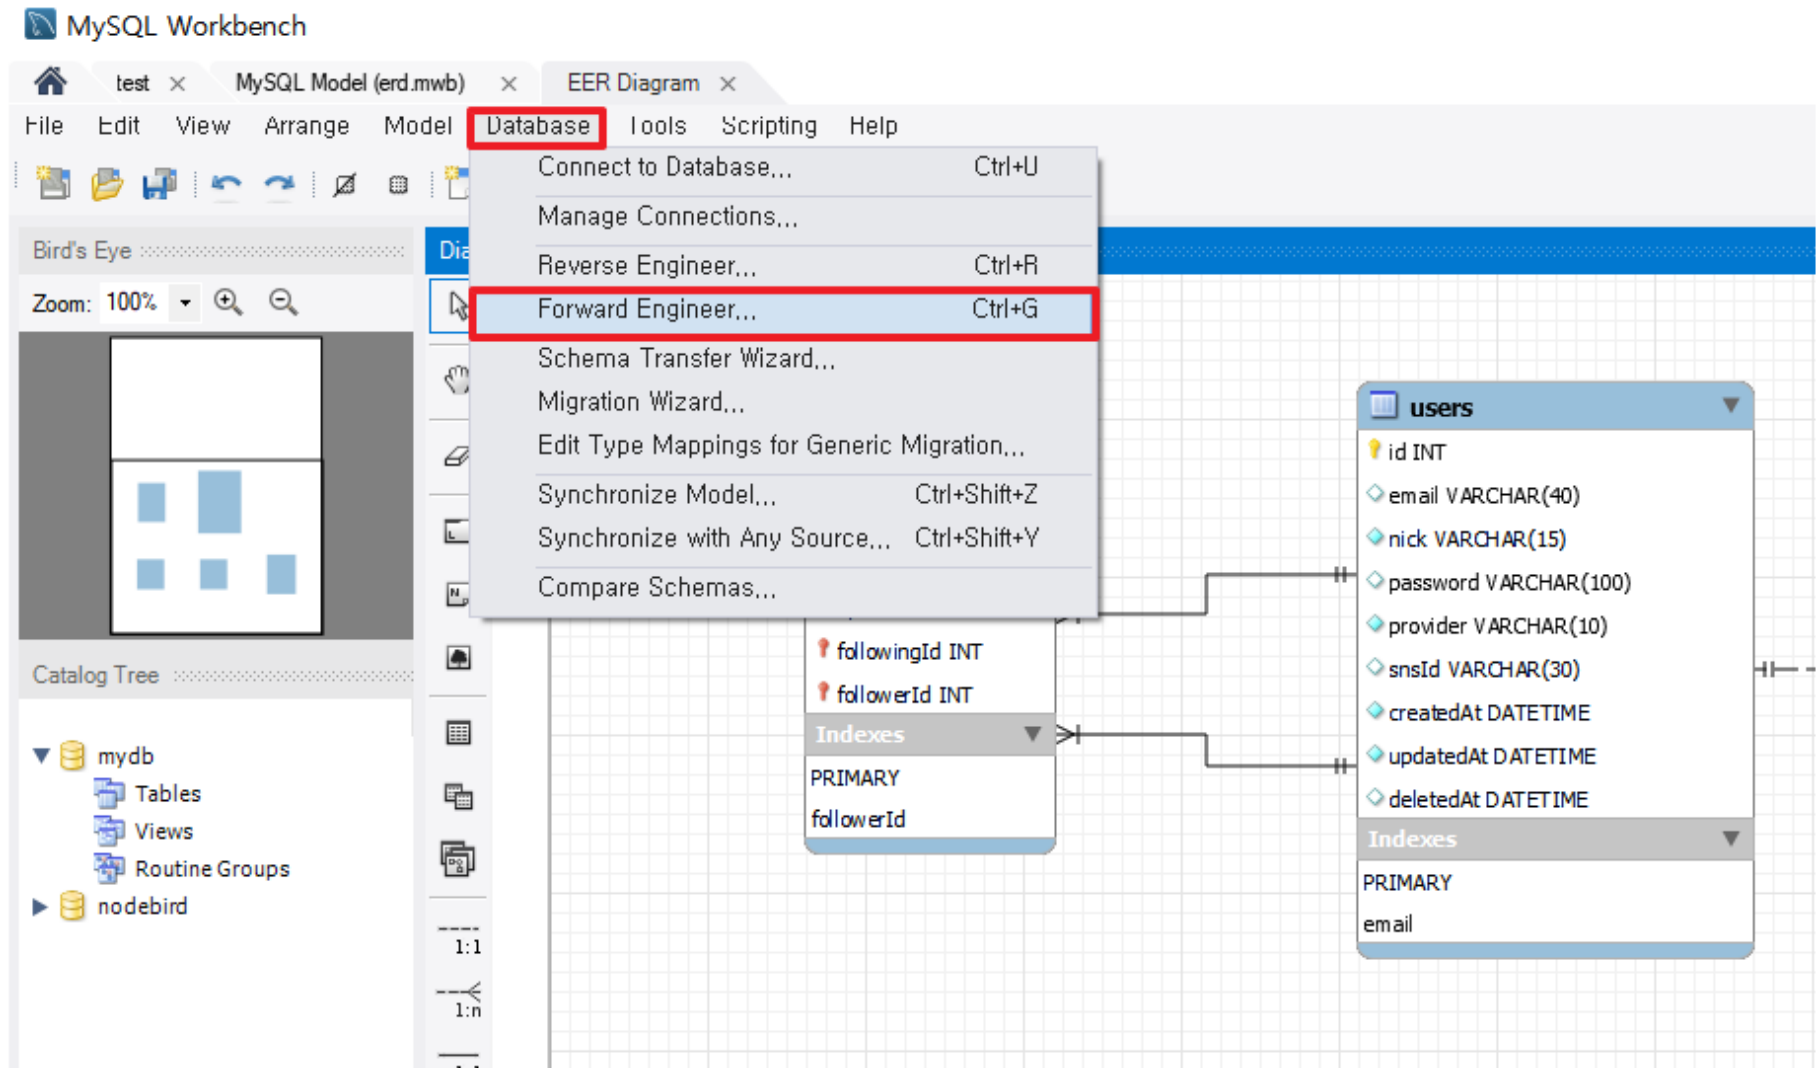 MySQL Workbench
test
MySQL Model (erd.mwb)
EER Diagram
File Edit View Arrange Model Database Tools Scripting Help
Connect to Database... Ctrl+U
Manage Connections...
Reverse Engineer... Ctrl+R
Forward Engineer... Ctrl+G
Schema Transfer Wizard...
Migration Wizard...
Edit Type Mappings for Generic Migration...
Synchronize Model... Ctrl+Shift+Z
Synchronize with Any Source... Ctrl+Shift+Y
Compare Schemas...
Bird's Eye
Zoom: 100%
Catalog Tree
mydb
Tables
Views
Routine Groups
nodebird
Dia
N
1:1
1:n
followingId INT
followerId INT
Indexes
PRIMARY
followerId
users
id INT
email VARCHAR(40)
nick VARCHAR(15)
password VARCHAR(100)
provider VARCHAR(10)
snsId VARCHAR(30)
createdAt DATETIME
updatedAt DATETIME
deletedAt DATETIME
Indexes
PRIMARY
email